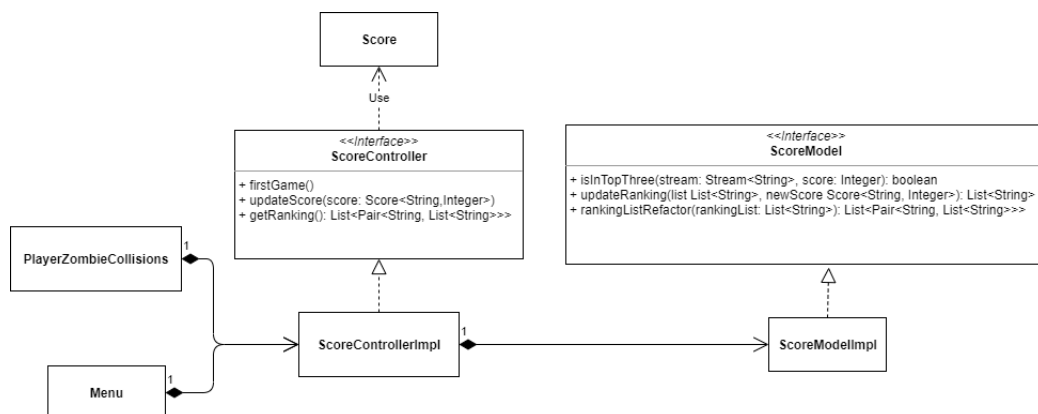 Score
Use
<<Interface>>
ScoreController
+ firstGame()
+ updateScore(score: Score<String,Integer>)
+ getRanking(): List<Pair<String, List<String>>>
<<Interface>>
ScoreModel
+ isInTopThree(stream: Stream<String>, score: Integer): boolean
+ updateRanking(list List<String>, newScore Score<String, Integer>): List<String>
+ rankingListRefactor(rankingList: List<String>): List<Pair<String, List<String>>>
PlayerZombieCollisions
1
ScoreControllerImpl
1
ScoreModelImpl
Menu
1